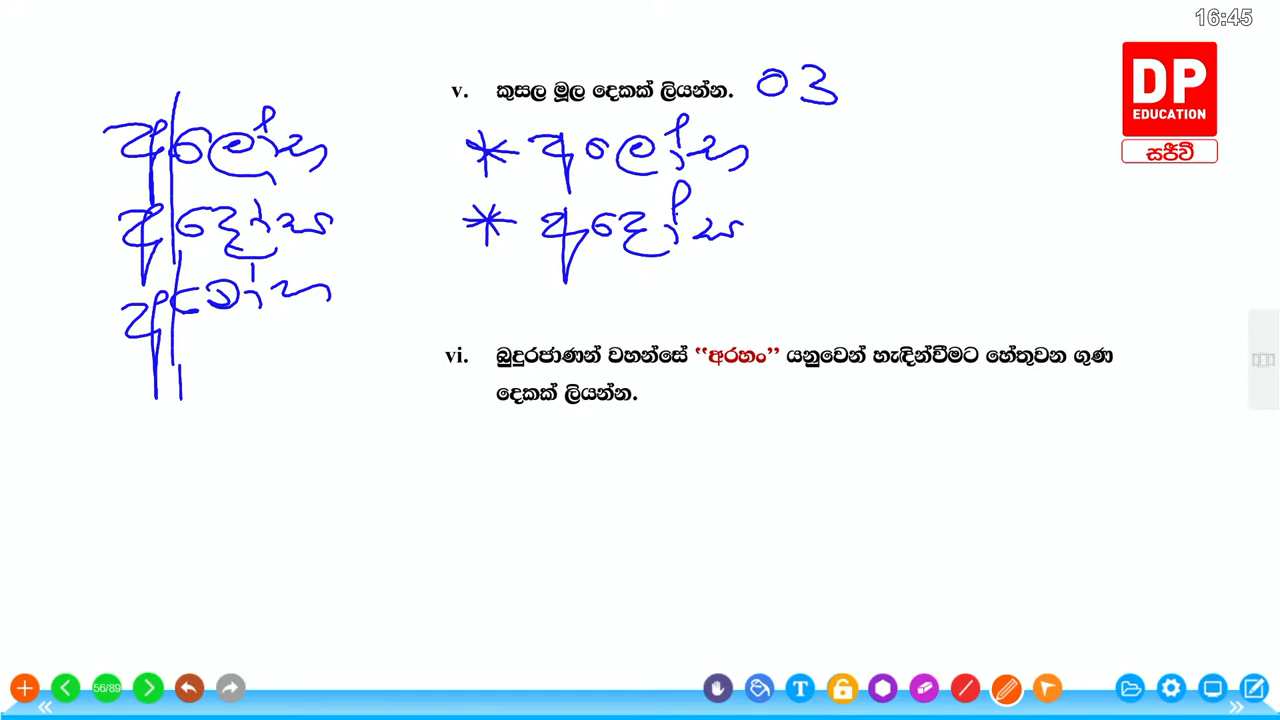 16:45
DP
EDUCATION
සජීවී
v. කුසල මූල දෙකක් ලියන්න. 03
අලෝභ
අදෝස
අමෝහ
* අලෝභ
* අදෝස
vi. බුදුරජාණන් වහන්සේ “අරහං” යනුවෙන් හැඳින්වීමට හේතුවන ගුණ
දෙකක් ලියන්න.
56/89